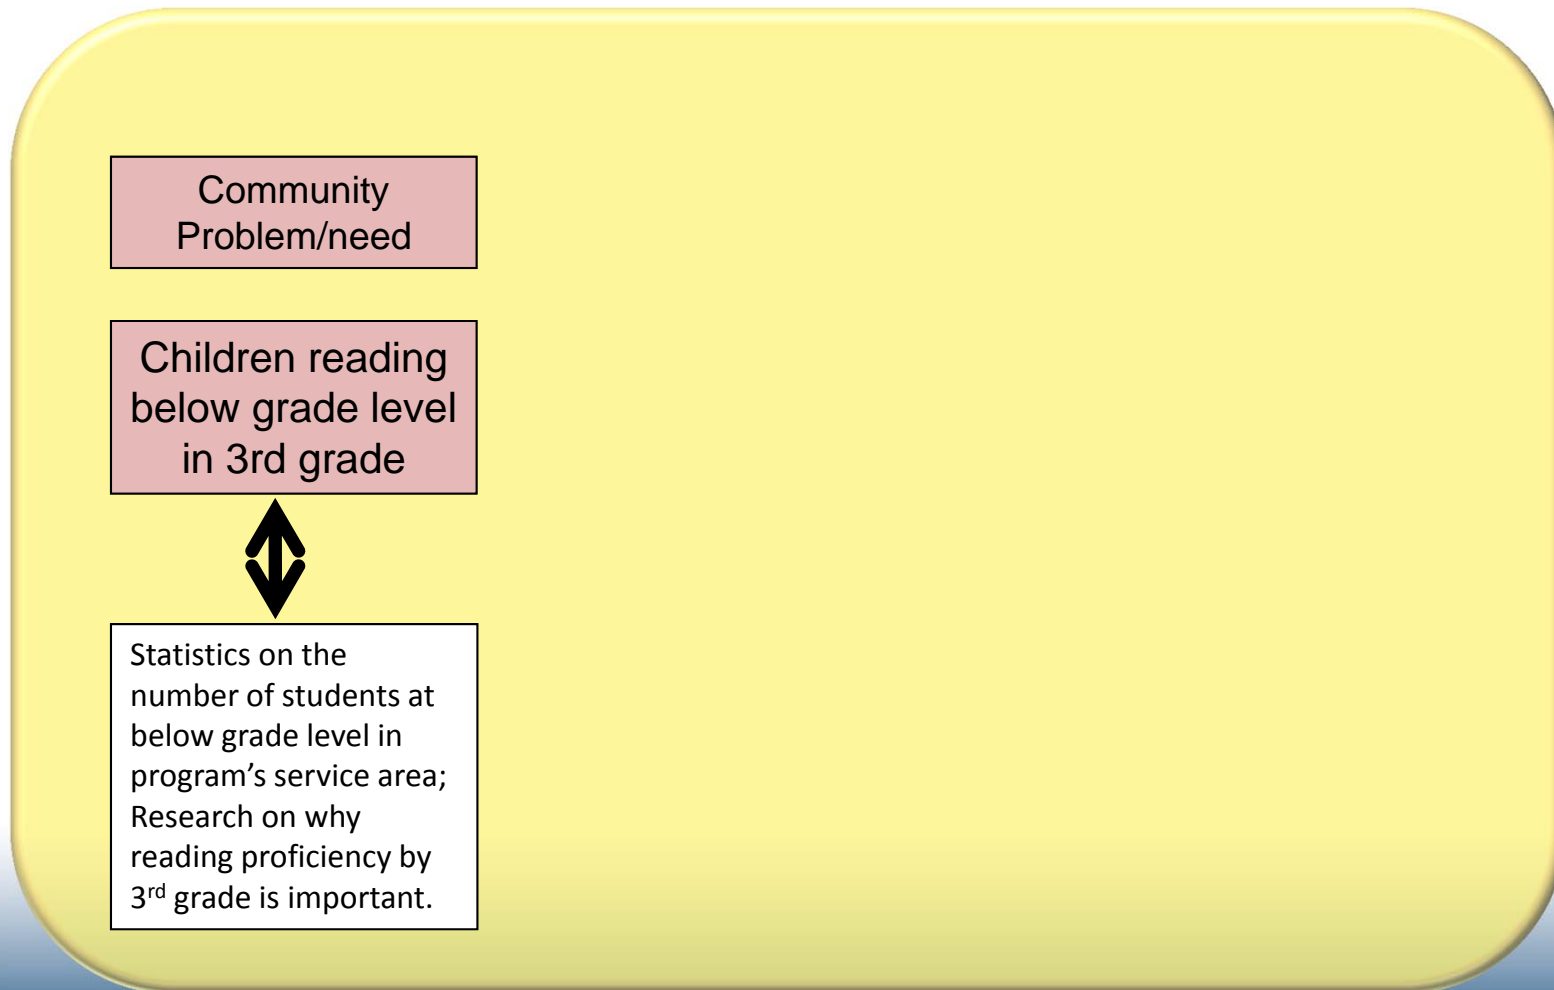 Community
Problem/need
Children reading
below grade level
in 3rd grade
Statistics on the
number of students at
below grade level in
program’s service area;
Research on why
reading proficiency by
3rd grade is important.